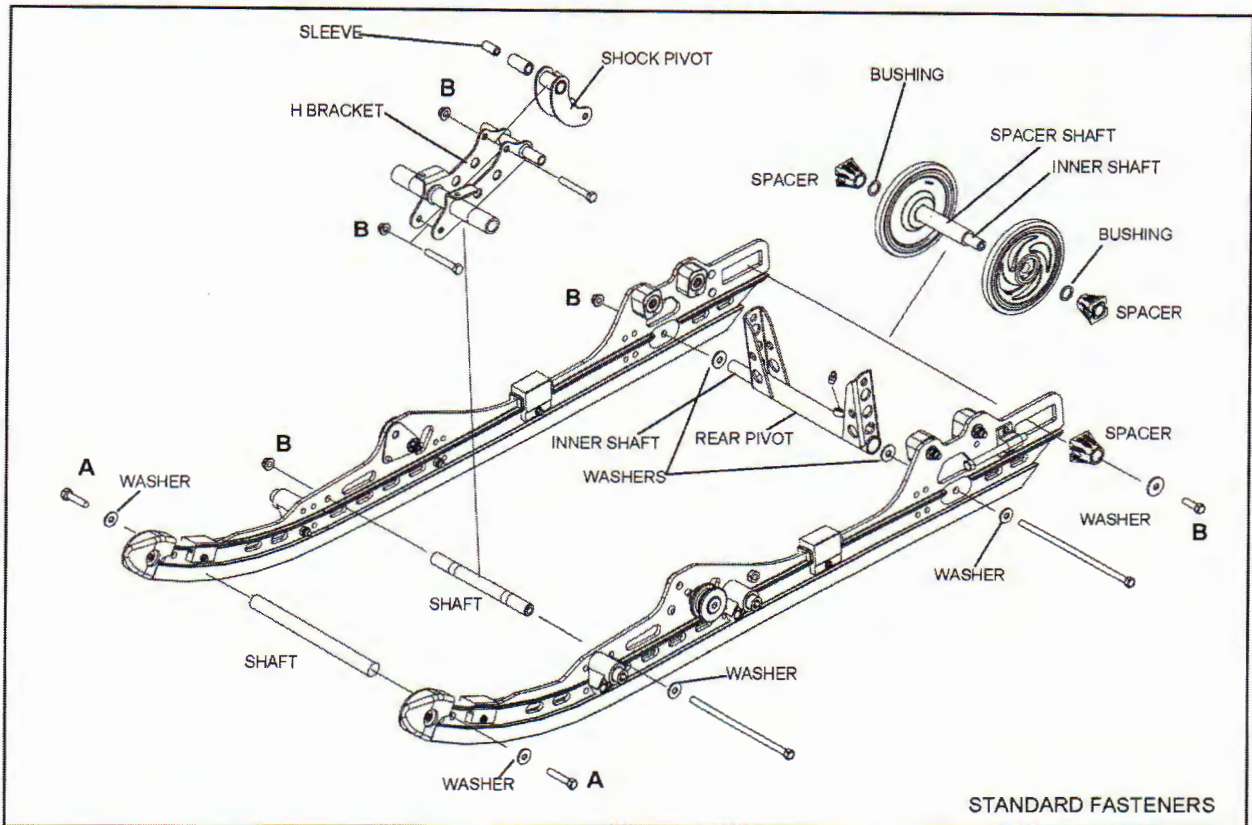 SLEEVE
SHOCK PIVOT
B
H BRACKET
BUSHING
SPACER SHAFT
INNER SHAFT
SPACER
B
BUSHING
B
SPACER
INNER SHAFT
REAR PIVOT
WASHERS
SPACER
B
A
WASHER
WASHER
B
WASHER
SHAFT
SHAFT
WASHER
WASHER
A
STANDARD FASTENERS